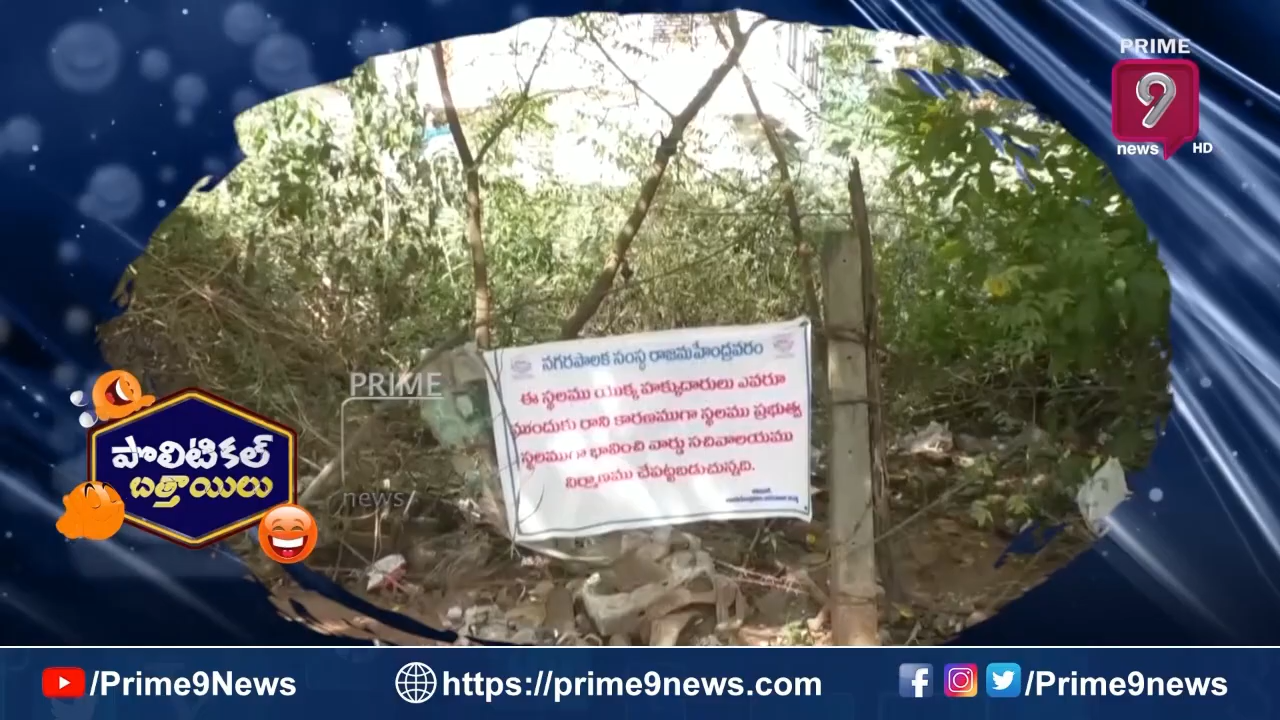 PRIME
9
news HD
నగరపాలక సంస్థ రాజమహేంద్రవరం
ఈ స్థలము యొక్క హక్కుదారులు ఎవరూ
ముందుకు రాని కారణముగా స్థలము ప్రభుత్వ
స్థలముగా భావించి వార్డు సచివాలయము
నిర్మాణము చేపట్టబడుచున్నది.
PRIME
news
పొలిటికల్
బత్తాయిలు
/Prime9News
https://prime9news.com
/Prime9news